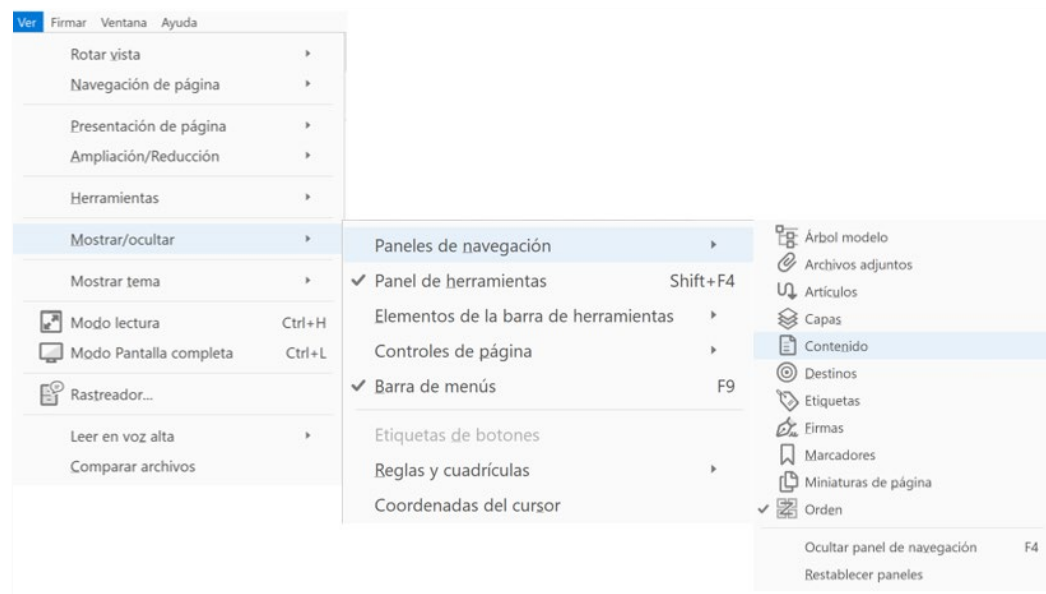 Ver Firmar Ventana Ayuda
Rotar vista
Navegación de página
Presentación de página
Ampliación/Reducción
Herramientas
Mostrar/ocultar
Mostrar tema
Modo lectura Ctrl+H
Modo Pantalla completa Ctrl+L
Rastreador...
Leer en voz alta
Comparar archivos
Paneles de navegación
Panel de herramientas Shift+F4
Elementos de la barra de herramientas
Controles de página
Barra de menús F9
Etiquetas de botones
Reglas y cuadrículas
Coordenadas del cursor
Árbol modelo
Archivos adjuntos
Artículos
Capas
Contenido
Destinos
Etiquetas
Firmas
Marcadores
Miniaturas de página
Orden
Ocultar panel de navegación F4
Restablecer paneles